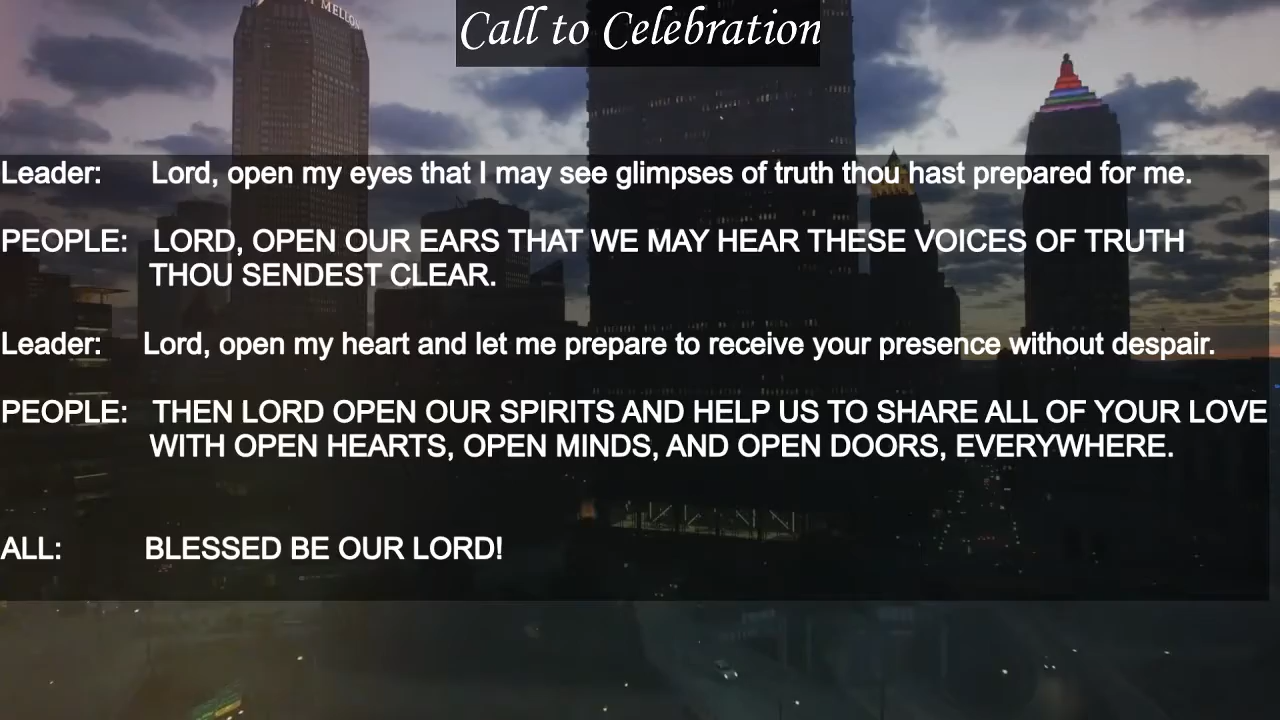 MELLON
Call to Celebration
Leader: Lord, open my eyes that I may see glimpses of truth thou hast prepared for me.
PEOPLE: LORD, OPEN OUR EARS THAT WE MAY HEAR THESE VOICES OF TRUTH
THOU SENDEST CLEAR.
Leader: Lord, open my heart and let me prepare to receive your presence without despair.
PEOPLE: THEN LORD OPEN OUR SPIRITS AND HELP US TO SHARE ALL OF YOUR LOVE
WITH OPEN HEARTS, OPEN MINDS, AND OPEN DOORS, EVERYWHERE.
ALL: BLESSED BE OUR LORD!